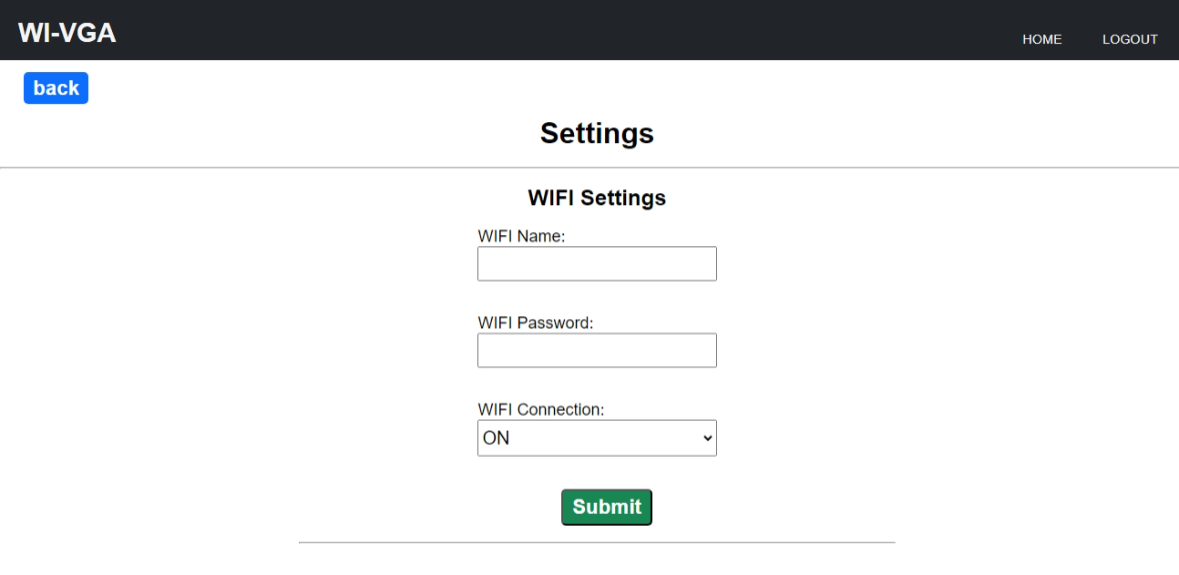 WI-VGA
HOME LOGOUT
back
Settings
WIFI Settings
WIFI Name:
WIFI Password:
WIFI Connection:
ON
Submit